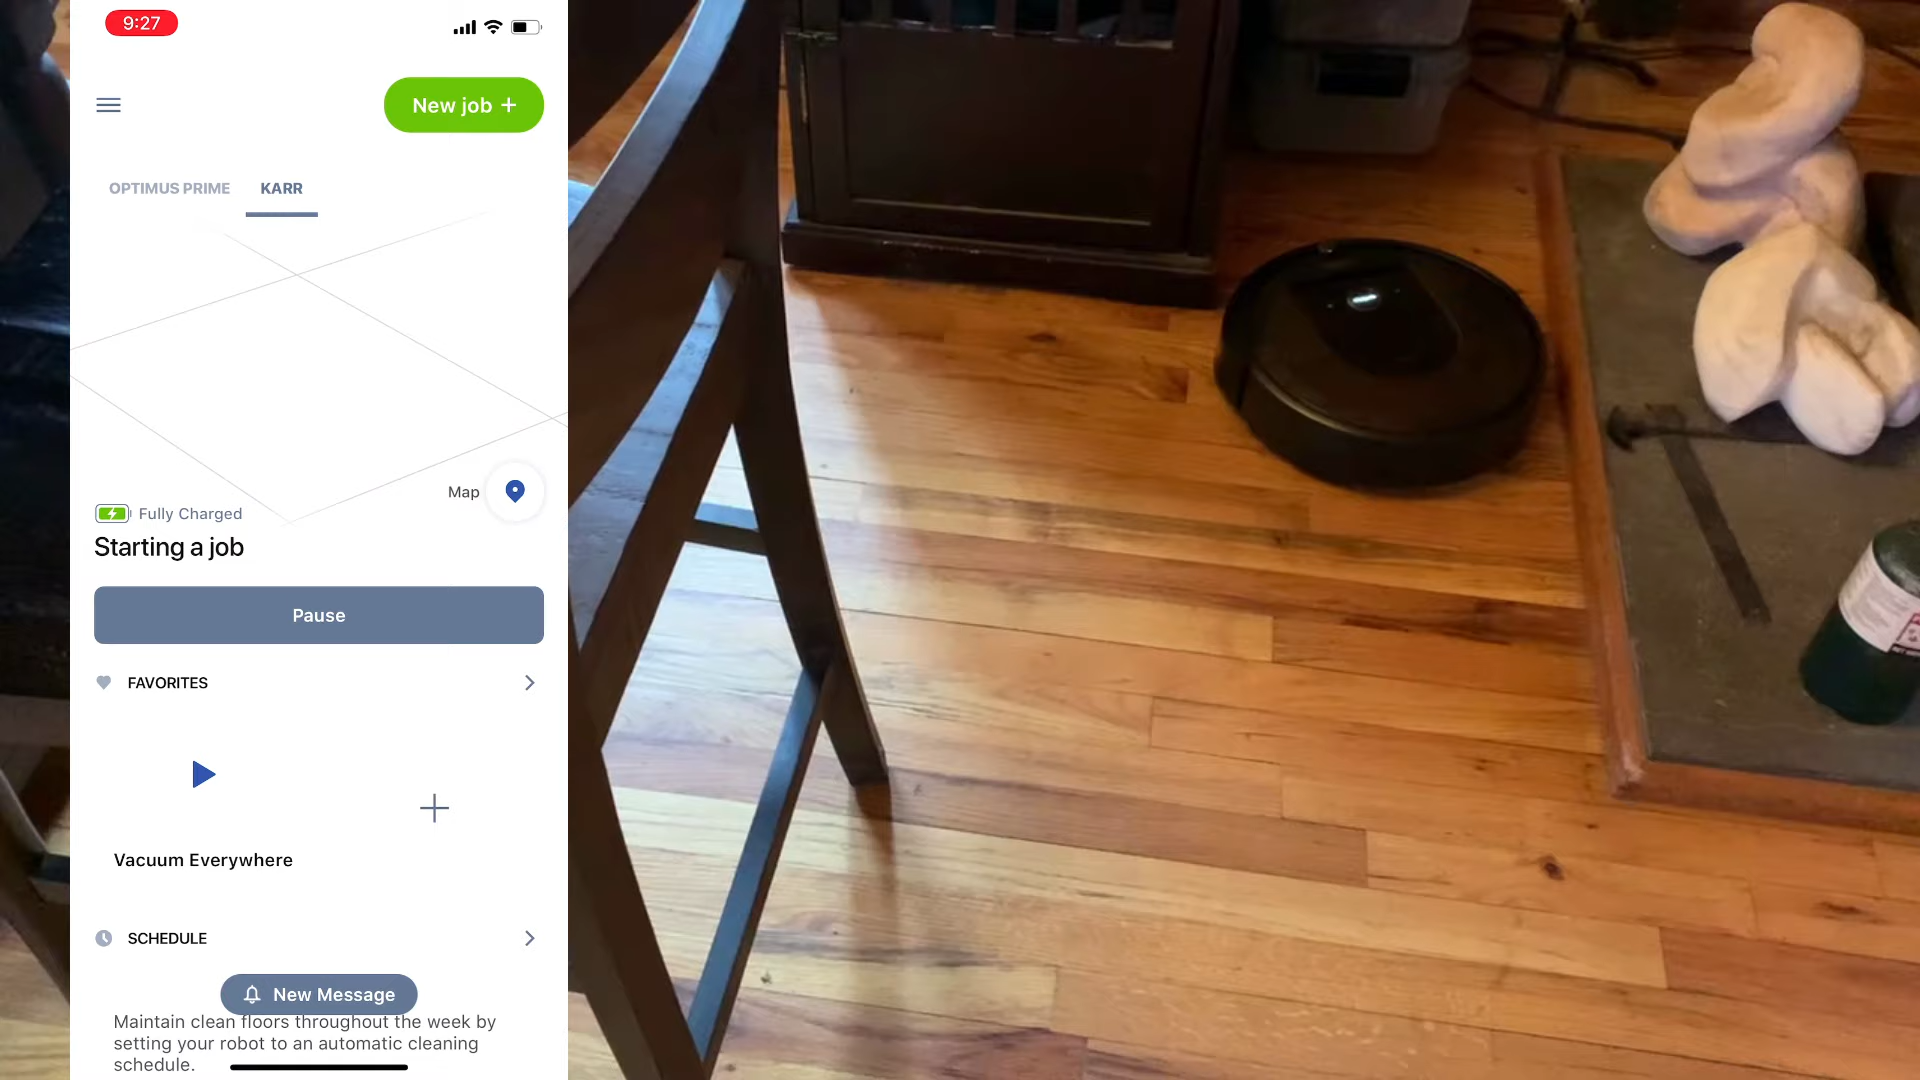 9:27
New job +
OPTIMUS PRIME
KARR
Map
Fully Charged
Starting a job
Pause
FAVORITES
Vacuum Everywhere
SCHEDULE
New Message
Maintain clean floors throughout the week by
setting your robot to an automatic cleaning
schedule.